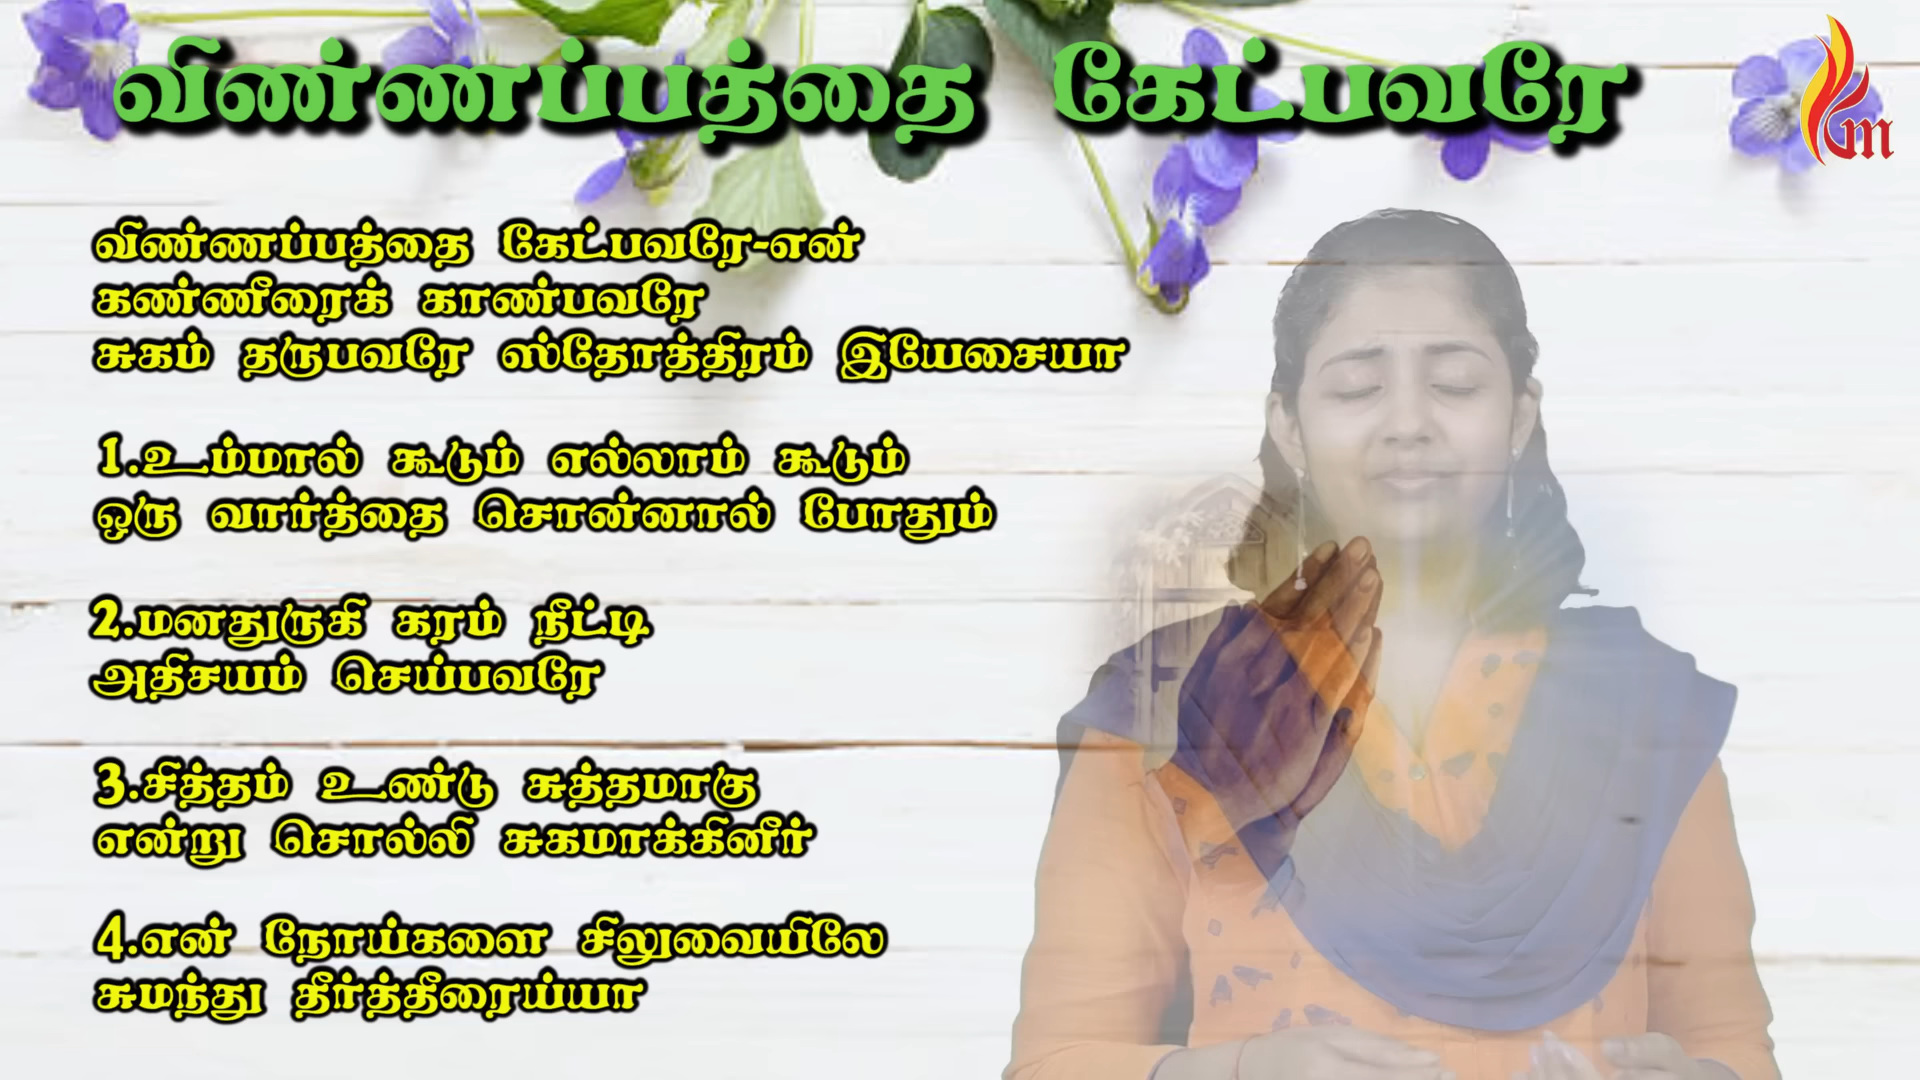 விண்ணப்பத்தை கேட்பவரே
விண்ணப்பத்தை கேட்பவரே-என்
கண்ணீரைக் காண்பவரே
சுகம் தருபவரே ஸ்தோத்திரம் இயேசையா
1.உம்மால் கூடும் எல்லாம் கூடும்
ஒரு வார்த்தை சொன்னால் போதும்
2.மனதுருகி கரம் நீட்டி
அதிசயம் செய்பவரே
3.சித்தம் உண்டு சுத்தமாகு
என்று சொல்லி சுகமாக்கினீர்
4.என் நோய்களை சிலுவையிலே
சுமந்து தீர்த்தீரைய்யா